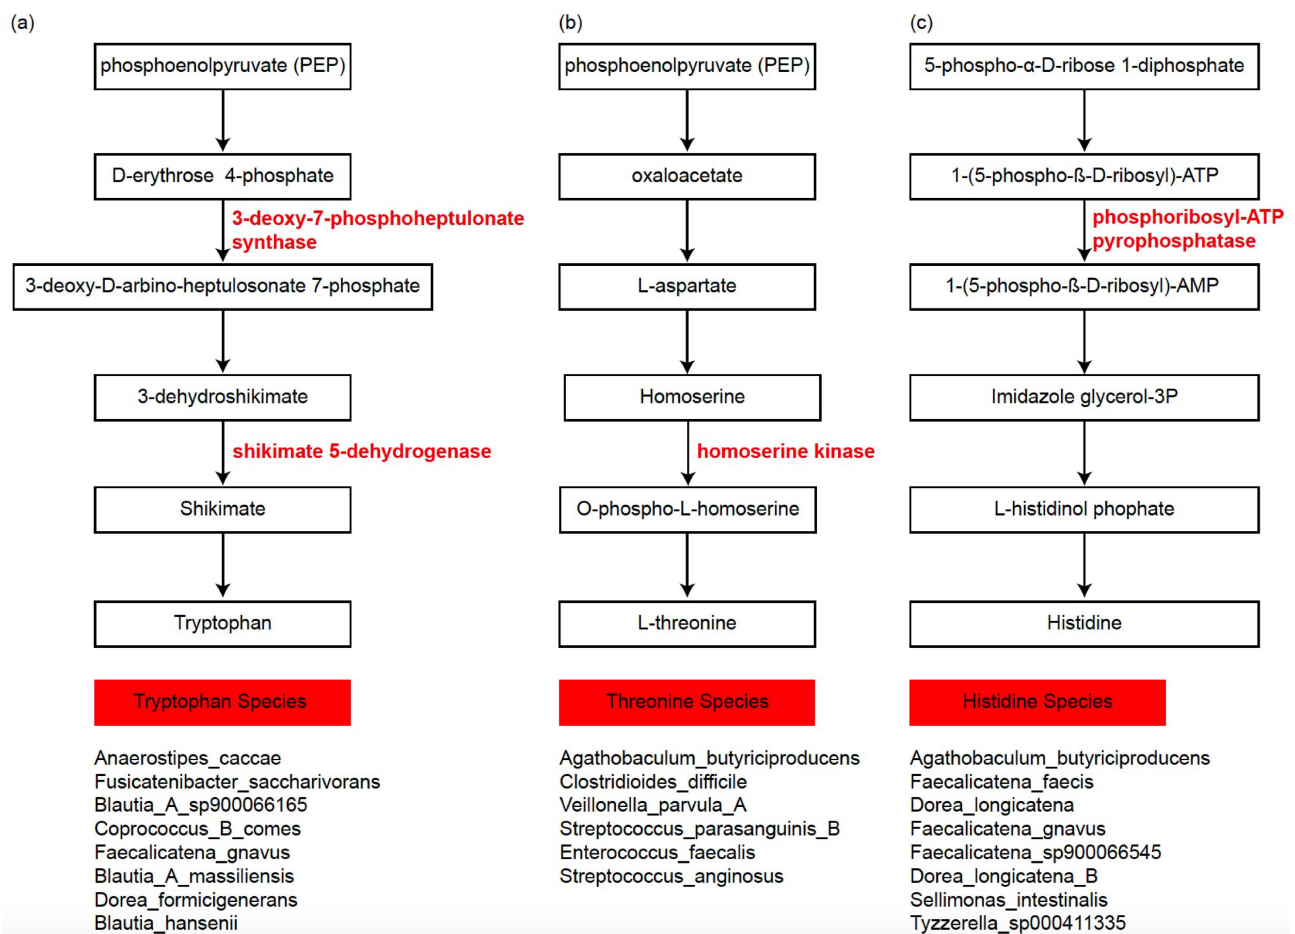 (a)
phosphoenolpyruvate (PEP)
D-erythrose 4-phosphate
3-deoxy-7-phosphoheptulonate
synthase
3-deoxy-D-arbino-heptulosonate 7-phosphate
3-dehydroshikimate
shikimate 5-dehydrogenase
Shikimate
Tryptophan
Tryptophan Species
Anaerostipes_caccae
Fusicatenibacter_saccharivorans
Blautia_A_sp900066165
Coprococcus_B_comes
Faecalicatena_gnavus
Blautia_A_massiliensis
Dorea_formicigenerans
Blautia_hansenii
(b)
phosphoenolpyruvate (PEP)
oxaloacetate
L-aspartate
Homoserine
homoserine kinase
O-phospho-L-homoserine
L-threonine
Threonine Species
Agathobaculum_butyriciproducens
Clostridioides_difficile
Veillonella_parvula_A
Streptococcus_parasanguinis_B
Enterococcus_faecalis
Streptococcus_anginosus
(c)
5-phospho-α-D-ribose 1-diphosphate
1-(5-phospho-ß-D-ribosyl)-ATP
phosphoribosyl-ATP
pyrophosphatase
1-(5-phospho-ß-D-ribosyl)-AMP
Imidazole glycerol-3P
L-histidinol phophate
Histidine
Histidine Species
Agathobaculum_butyriciproducens
Faecalicatena_faecis
Dorea_longicatena
Faecalicatena_gnavus
Faecalicatena_sp900066545
Dorea_longicatena_B
Sellimonas_intestinalis
Tyzzerella_sp000411335